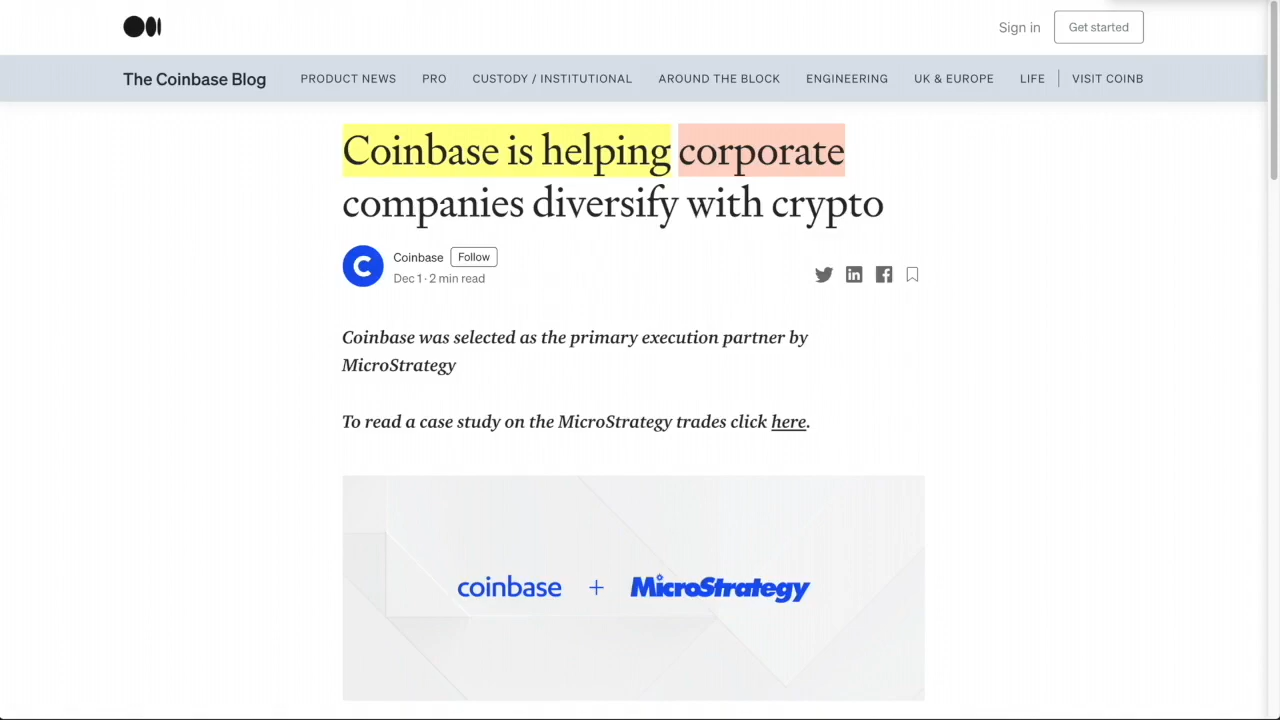 Sign in
Get started
The Coinbase Blog
PRODUCT NEWS
PRO
CUSTODY / INSTITUTIONAL
AROUND THE BLOCK
ENGINEERING
UK & EUROPE
LIFE
VISIT COINB
Coinbase is helping corporate
companies diversify with crypto
Coinbase
Follow
Dec 1 · 2 min read
Coinbase was selected as the primary execution partner by
MicroStrategy
To read a case study on the MicroStrategy trades click here.
coinbase + MicroStrategy